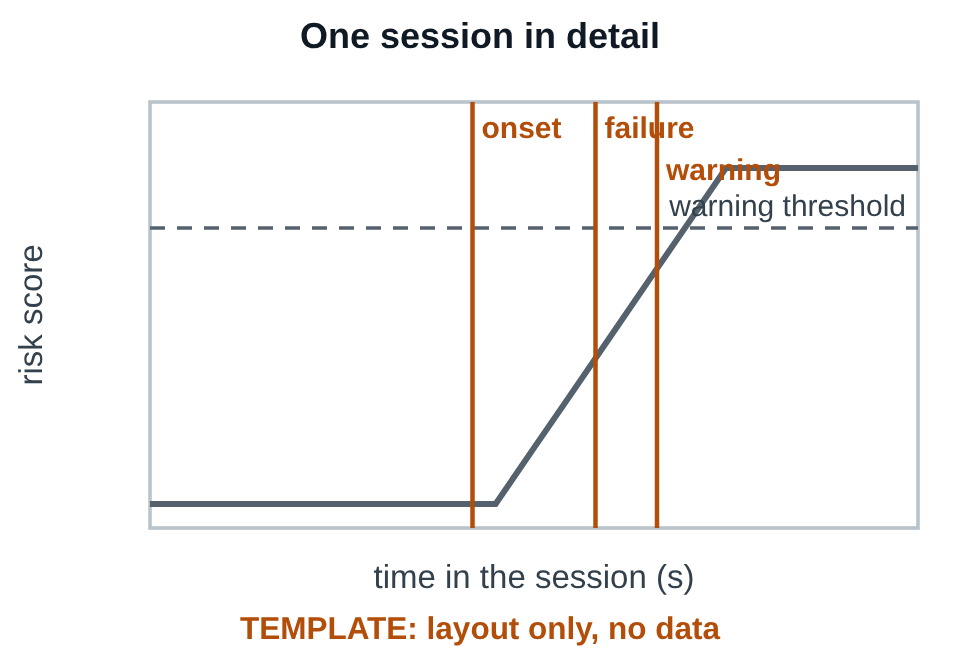 One session in detail
onset
failure
warning
warning threshold
risk score
time in the session (s)
TEMPLATE: layout only, no data